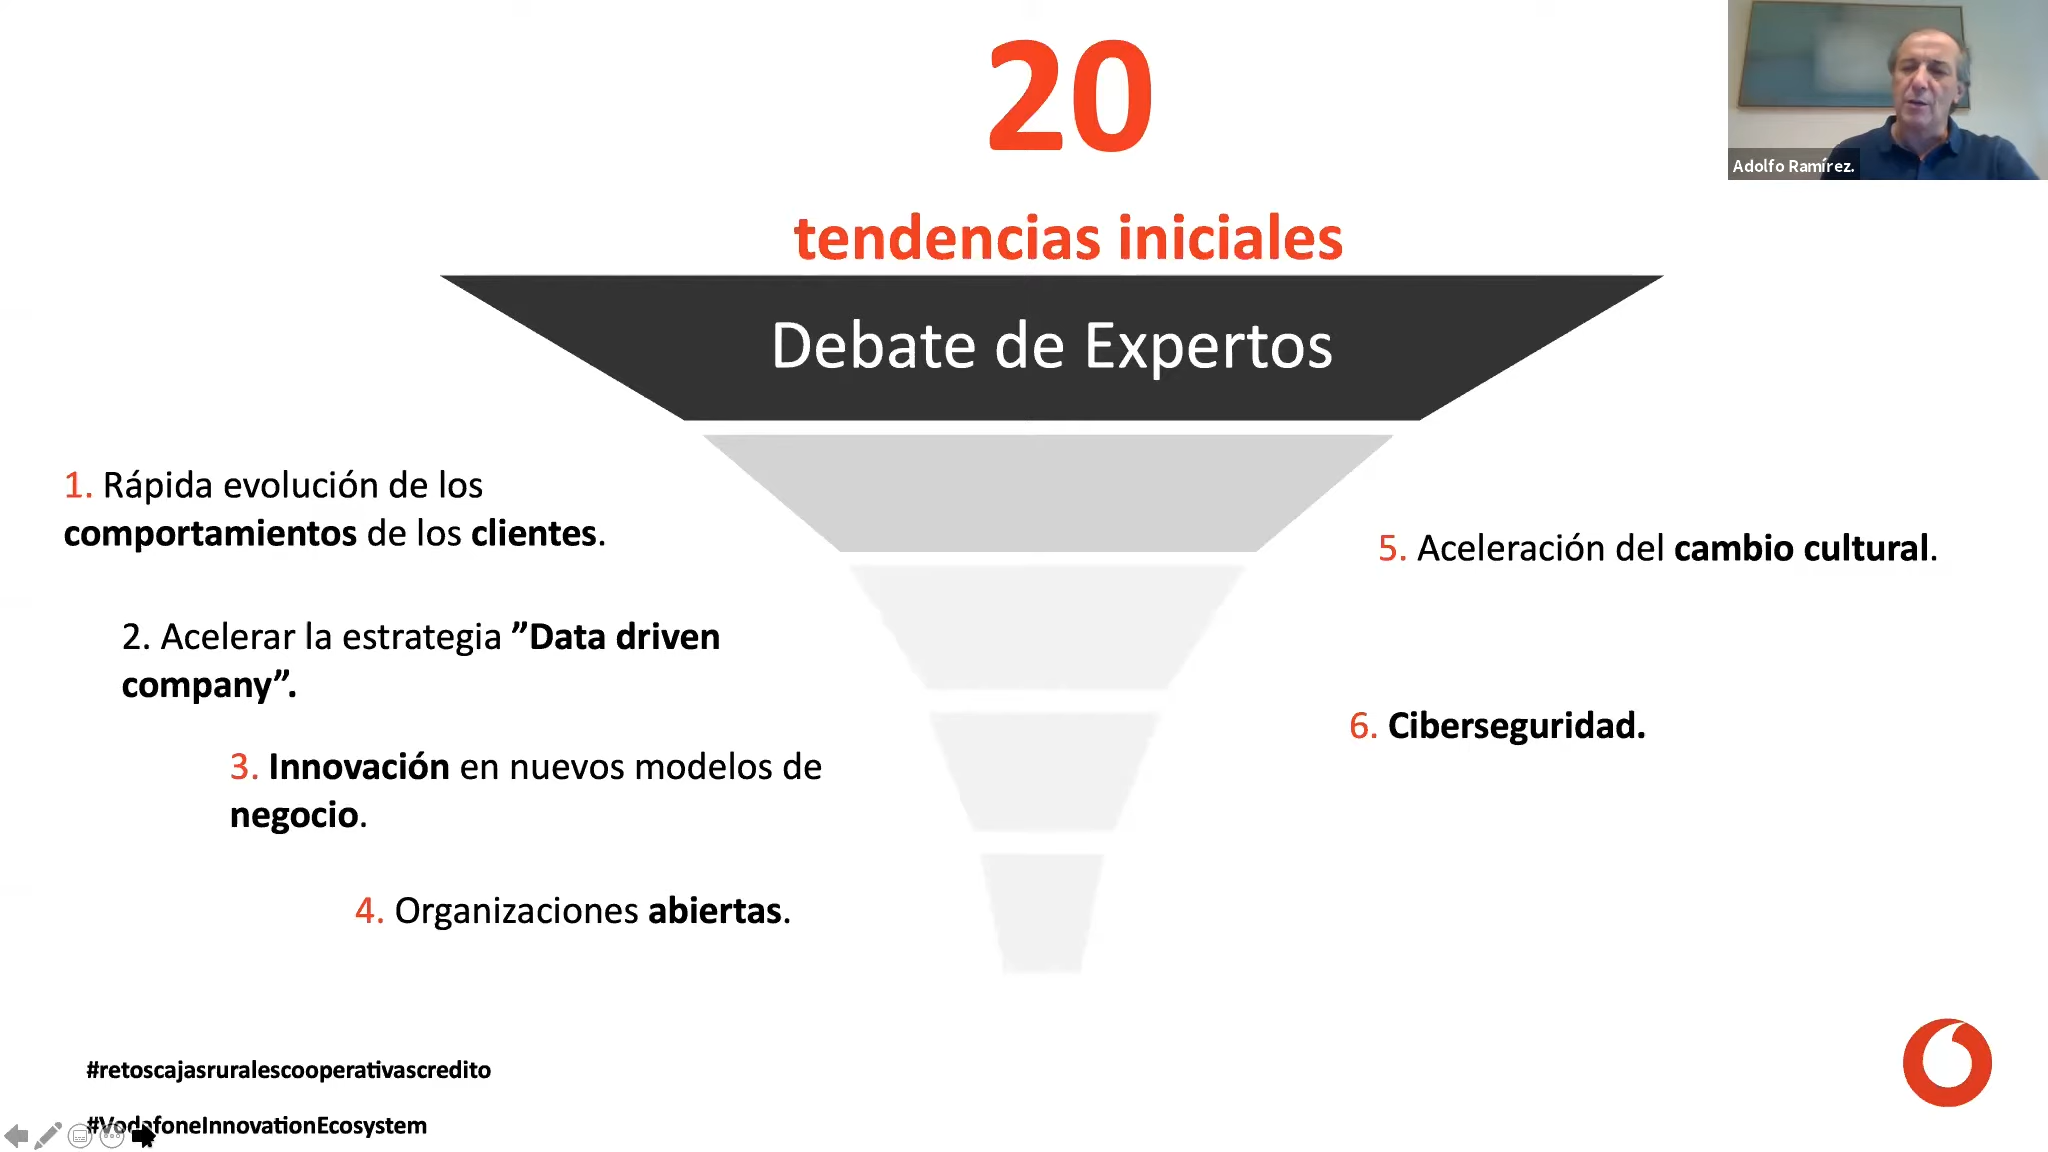 20
Adolfo Ramírez.
tendencias iniciales
Debate de Expertos
1. Rápida evolución de los
comportamientos de los clientes.
2. Acelerar la estrategia ”Data driven
company”.
3. Innovación en nuevos modelos de
negocio.
4. Organizaciones abiertas.
5. Aceleración del cambio cultural.
6. Ciberseguridad.
#retoscajasruralescooperativascredito
#VodafoneInnovationEcosystem